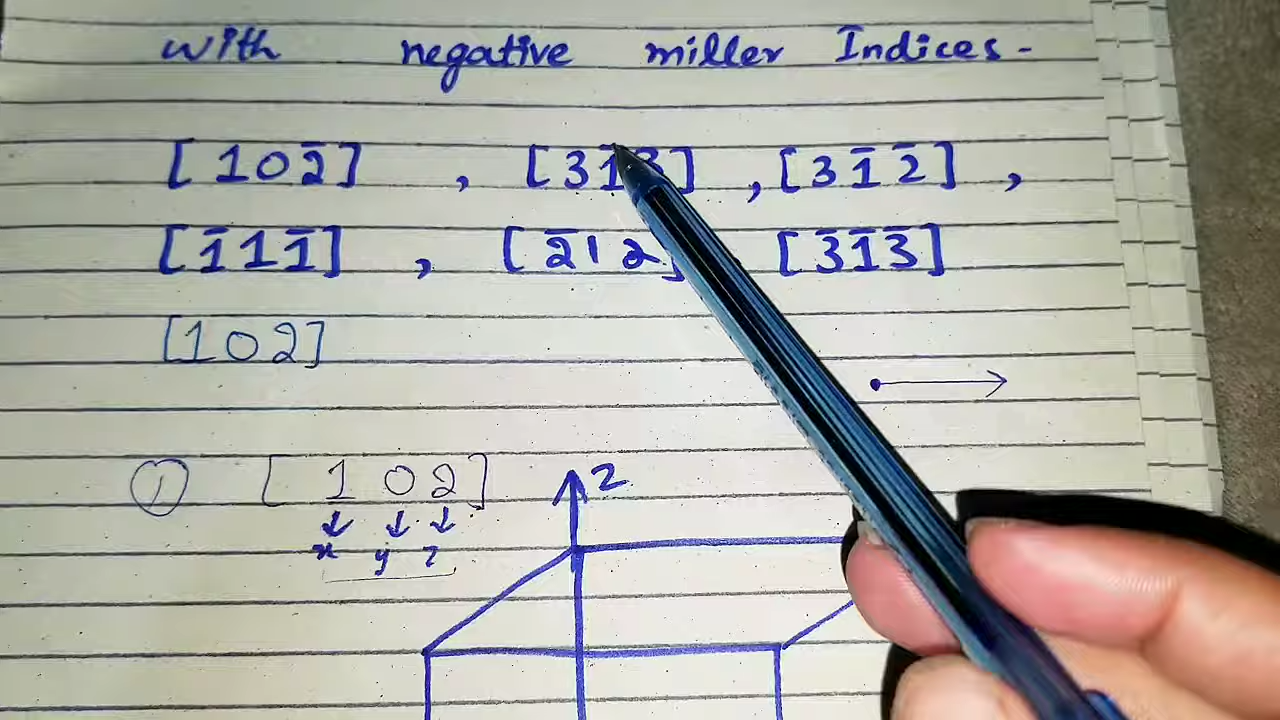 with negative miller Indices -
[1 0 2̄] , [3 1̄ 3] , [3 1̄ 2̄] ,
[1̄ 1 1̄] , [2̄ 1 2] [3̄ 1̄ 3̄]
[1 0 2]
① [ 1 0 2 ] z
↓ ↓ ↓
x y z